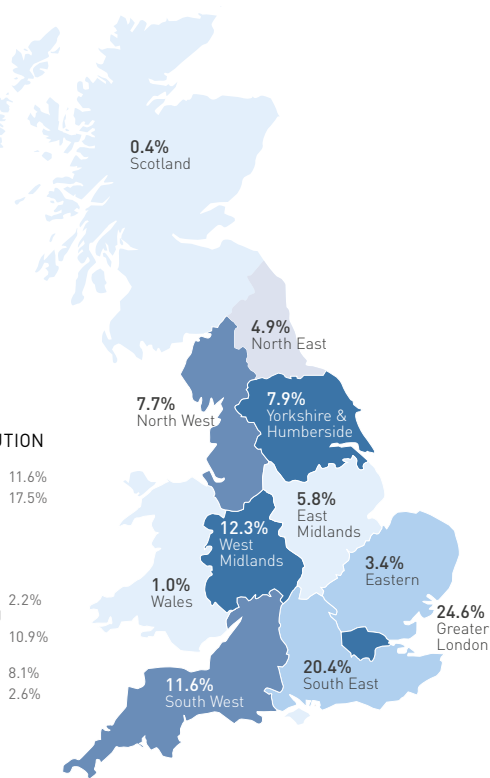 0.4%
Scotland
4.9%
North East
7.7%
North West
7.9%
Yorkshire &
Humberside
UTION
11.6%
17.5%
5.8%
East
Midlands
12.3%
West
Midlands
3.4%
Eastern
1.0%
Wales
2.2%
24.6%
Greater
London
10.9%
20.4%
South East
8.1%
11.6%
South West
2.6%